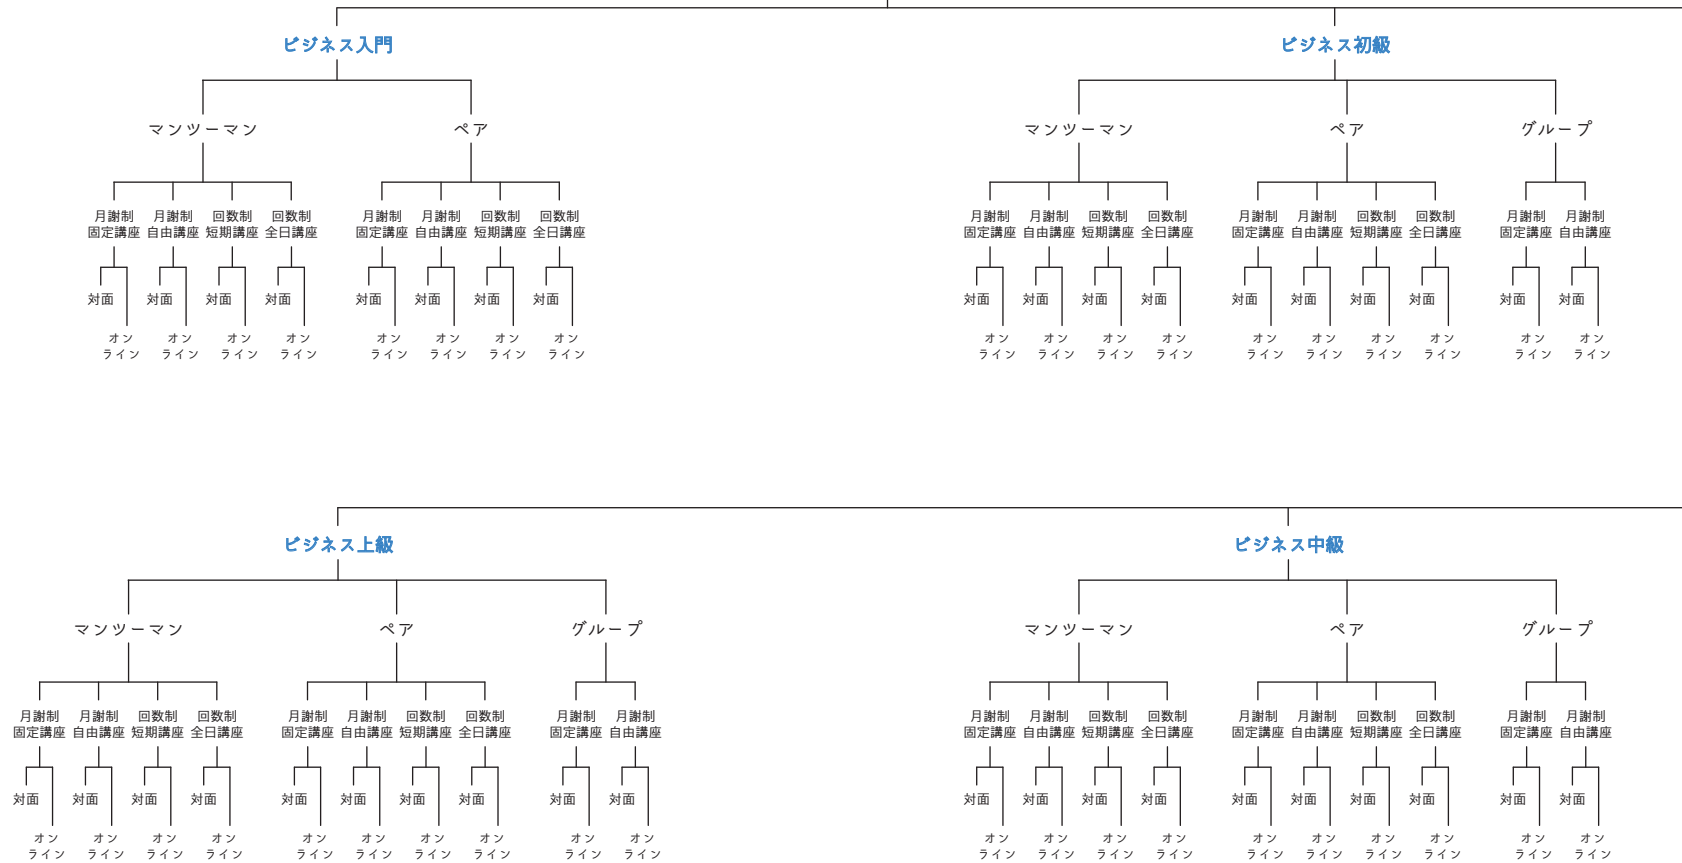 ビジネス入門 ビジネス初級
マンツーマン ペア マンツーマン ペア グループ
月謝制 月謝制 回数制 回数制 月謝制 月謝制 回数制 回数制 月謝制 月謝制 回数制 回数制 月謝制 月謝制 回数制 回数制 月謝制 月謝制
固定講座 自由講座 短期講座 全日講座 固定講座 自由講座 短期講座 全日講座 固定講座 自由講座 短期講座 全日講座 固定講座 自由講座 短期講座 全日講座 固定講座 自由講座
対面 対面 対面 対面 対面 対面 対面 対面 対面 対面 対面 対面 対面 対面 対面 対面 対面 対面
オン オン オン オン オン オン オン オン オン オン オン オン オン オン オン オン オン オン
ライン ライン ライン ライン ライン ライン ライン ライン ライン ライン ライン ライン ライン ライン ライン ライン ライン ライン
ビジネス上級 ビジネス中級
マンツーマン ペア グループ マンツーマン ペア グループ
月謝制 月謝制 回数制 回数制 月謝制 月謝制 回数制 回数制 月謝制 月謝制 月謝制 月謝制 回数制 回数制 月謝制 月謝制 回数制 回数制 月謝制 月謝制
固定講座 自由講座 短期講座 全日講座 固定講座 自由講座 短期講座 全日講座 固定講座 自由講座 固定講座 自由講座 短期講座 全日講座 固定講座 自由講座 短期講座 全日講座 固定講座 自由講座
対面 対面 対面 対面 対面 対面 対面 対面 対面 対面 対面 対面 対面 対面 対面 対面 対面 対面 対面 対面
オン オン オン オン オン オン オン オン オン オン オン オン オン オン オン オン オン オン オン オン
ライン ライン ライン ライン ライン ライン ライン ライン ライン ライン ライン ライン ライン ライン ライン ライン ライン ライン ライン ライン